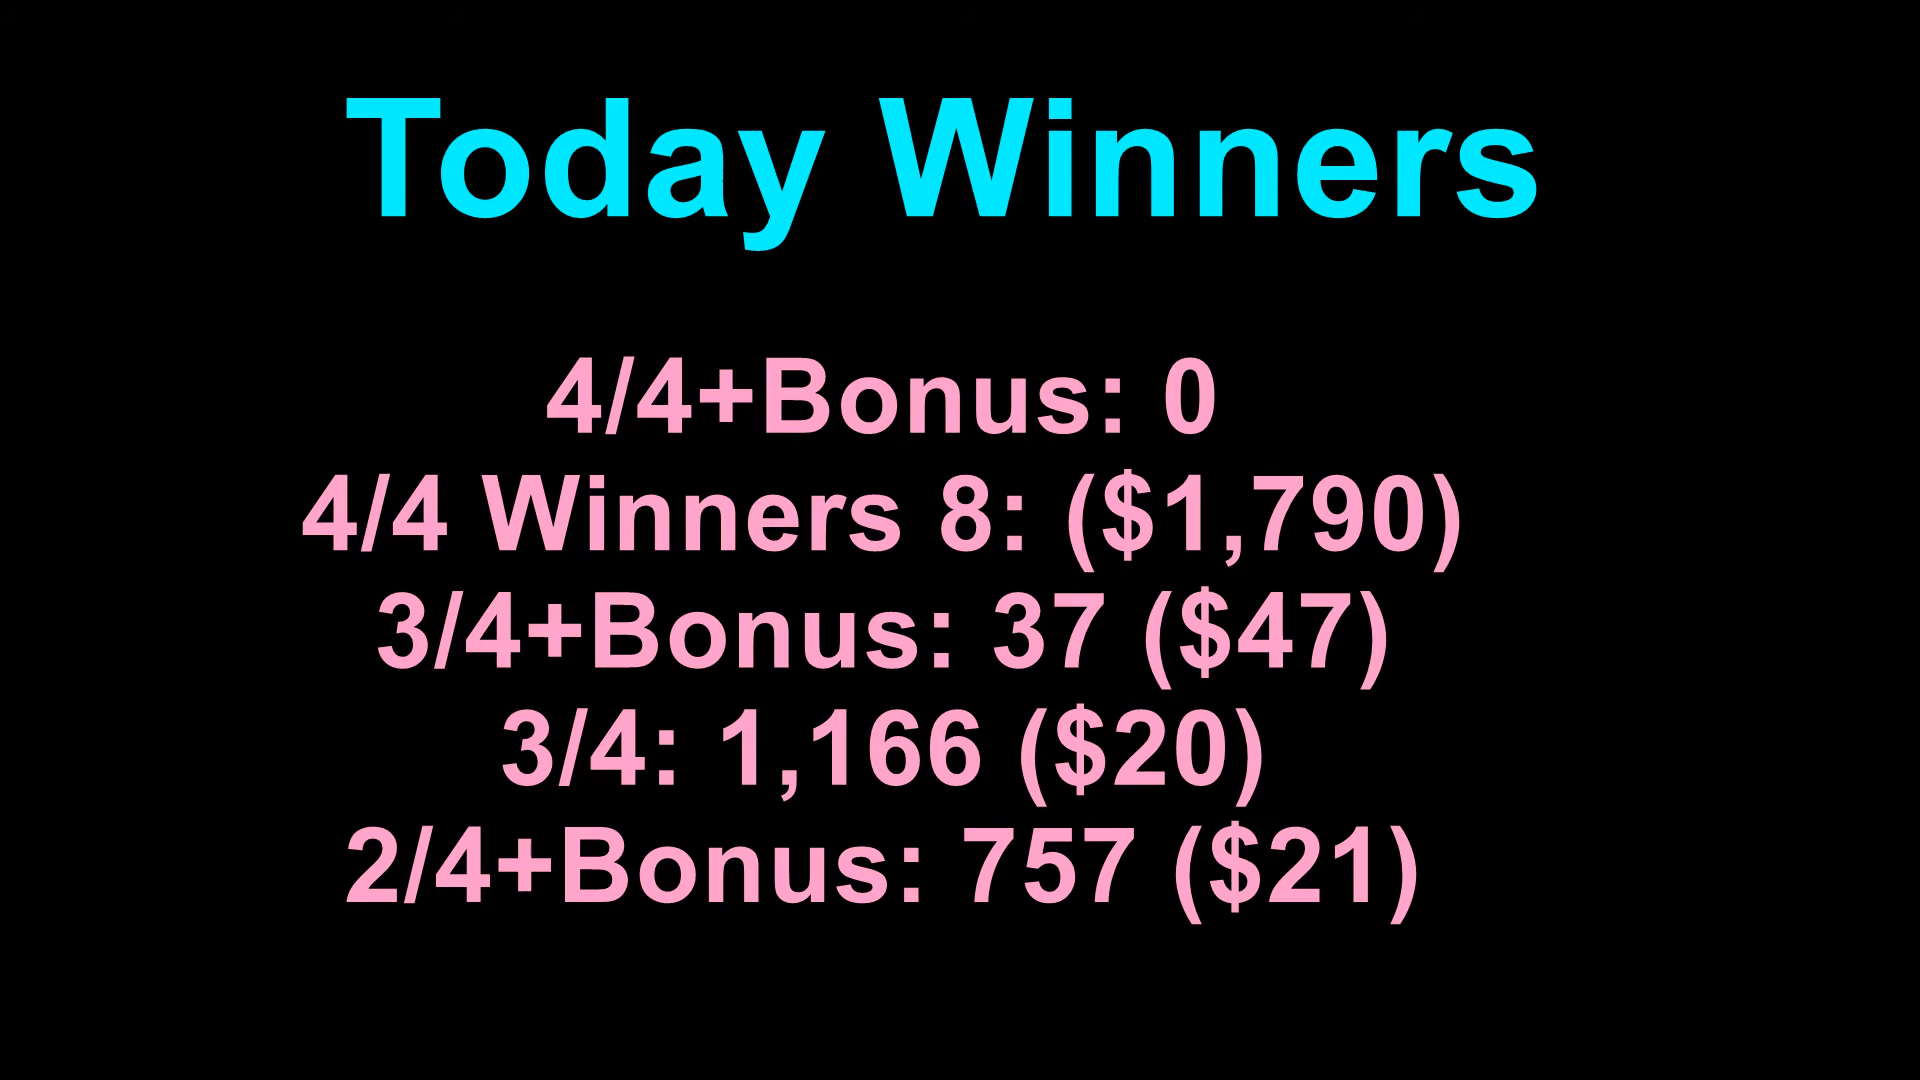 Today Winners
4/4+Bonus: 0
4/4 Winners 8: ($1,790)
3/4+Bonus: 37 ($47)
3/4: 1,166 ($20)
2/4+Bonus: 757 ($21)